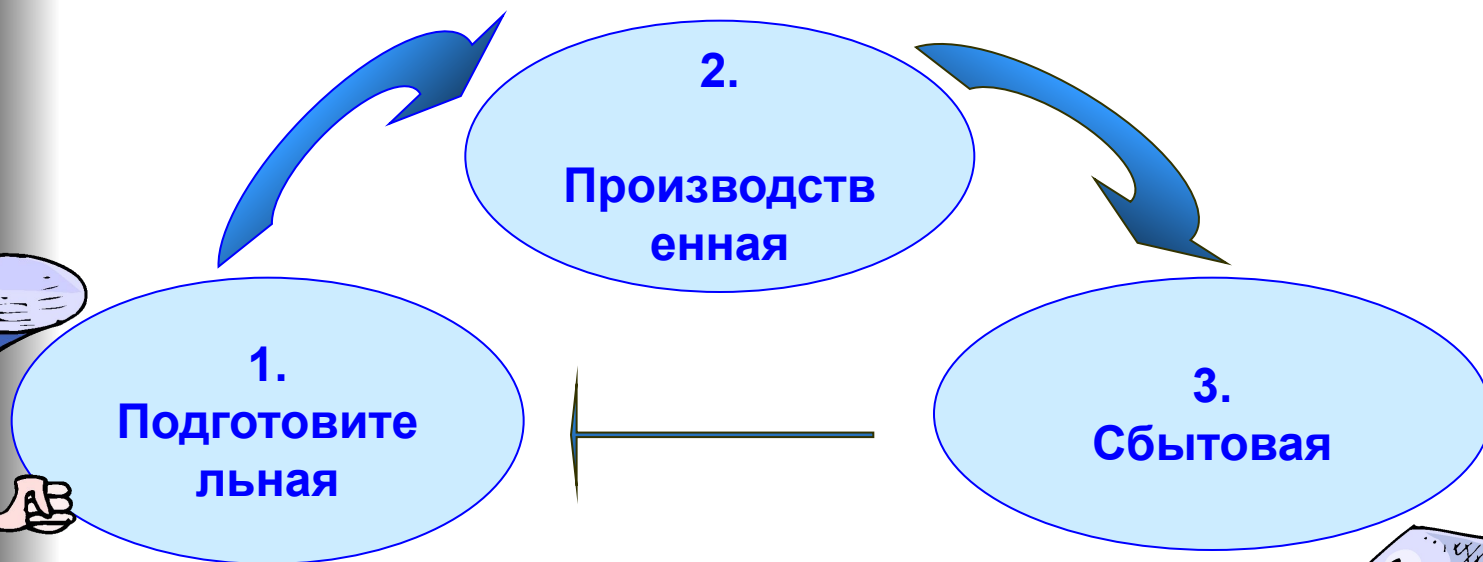 1.
Подготовите
льная
2.
Производств
енная
3.
Сбытовая